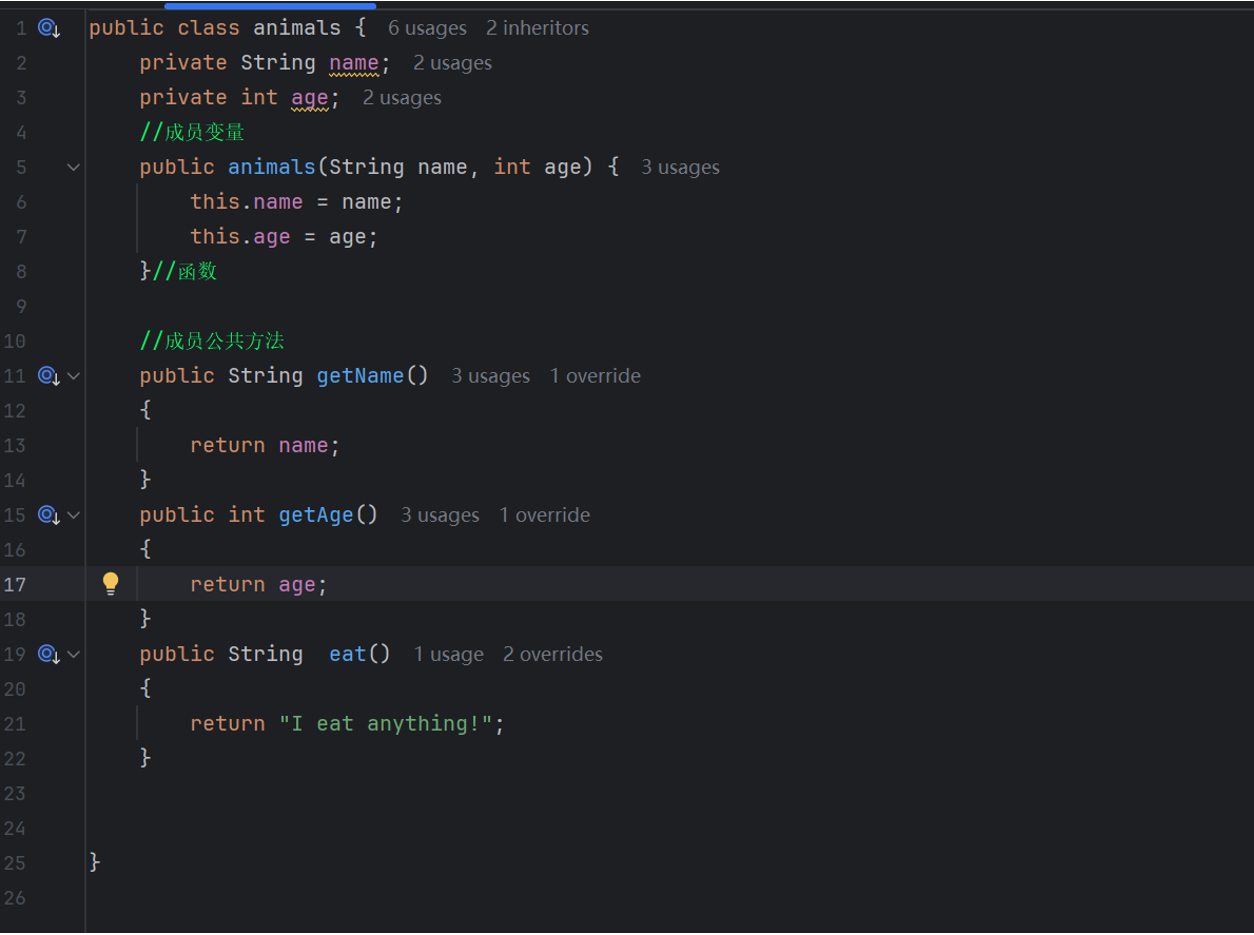 1 public class animals { 6 usages 2 inheritors
2 private String name; 2 usages
3 private int age; 2 usages
4 //成员变量
5 public animals(String name, int age) { 3 usages
6 this.name = name;
7 this.age = age;
8 }//函数
9
10 //成员公共方法
11 public String getName() 3 usages 1 override
12 {
13 return name;
14 }
15 public int getAge() 3 usages 1 override
16 {
17 return age;
18 }
19 public String  eat() 1 usage 2 overrides
20 {
21 return "I eat anything!";
22 }
23
24
25 }
26